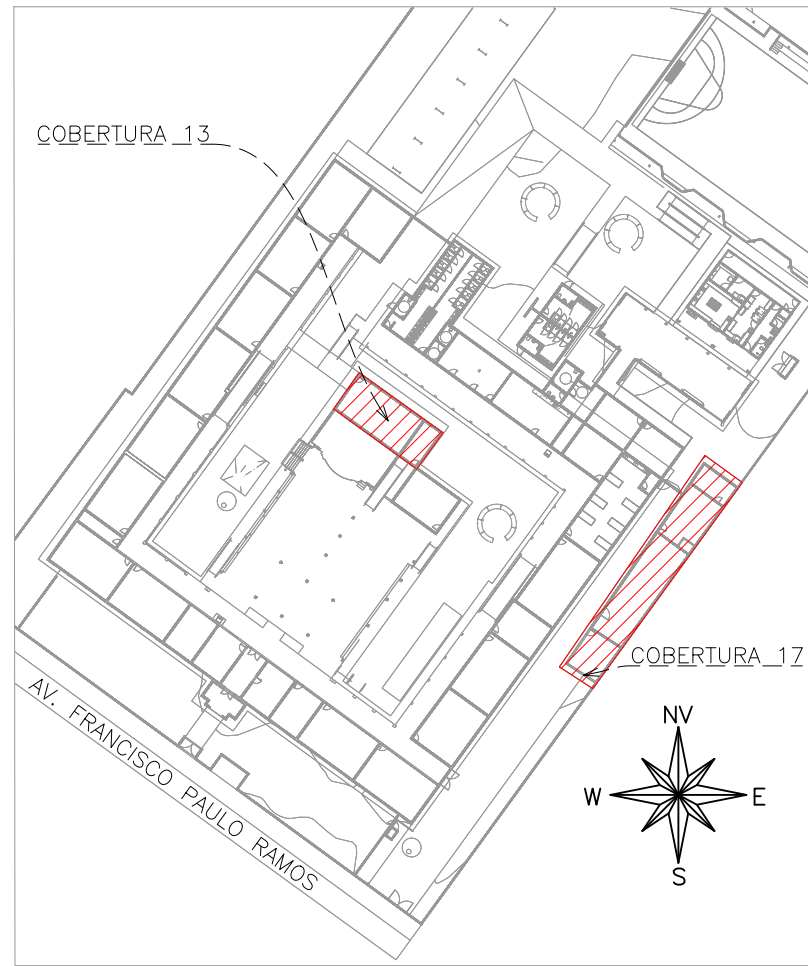 COBERTURA 13
COBERTURA 17
AV. FRANCISCO PAULO RAMOS
NV
W E
S